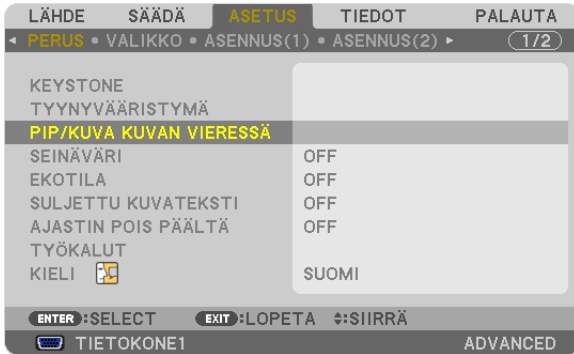 LÄHDE SÄÄDÄ ASETUS TIEDOT PALAUTA
PERUS • VALIKKO • ASENNUS(1) • ASENNUS(2) 1/2
KEYSTONE
TYYNYVÄÄRISTYMÄ
PIP/KUVA KUVAN VIERESSÄ
SEINÄVÄRI OFF
EKOTILA OFF
SULJETTU KUVATEKSTI OFF
AJASTIN POIS PÄÄLTÄ OFF
TYÖKALUT
KIELI SUOMI
ENTER :SELECT EXIT :LOPETA :SIIRRÄ
TIETOKONE1 ADVANCED